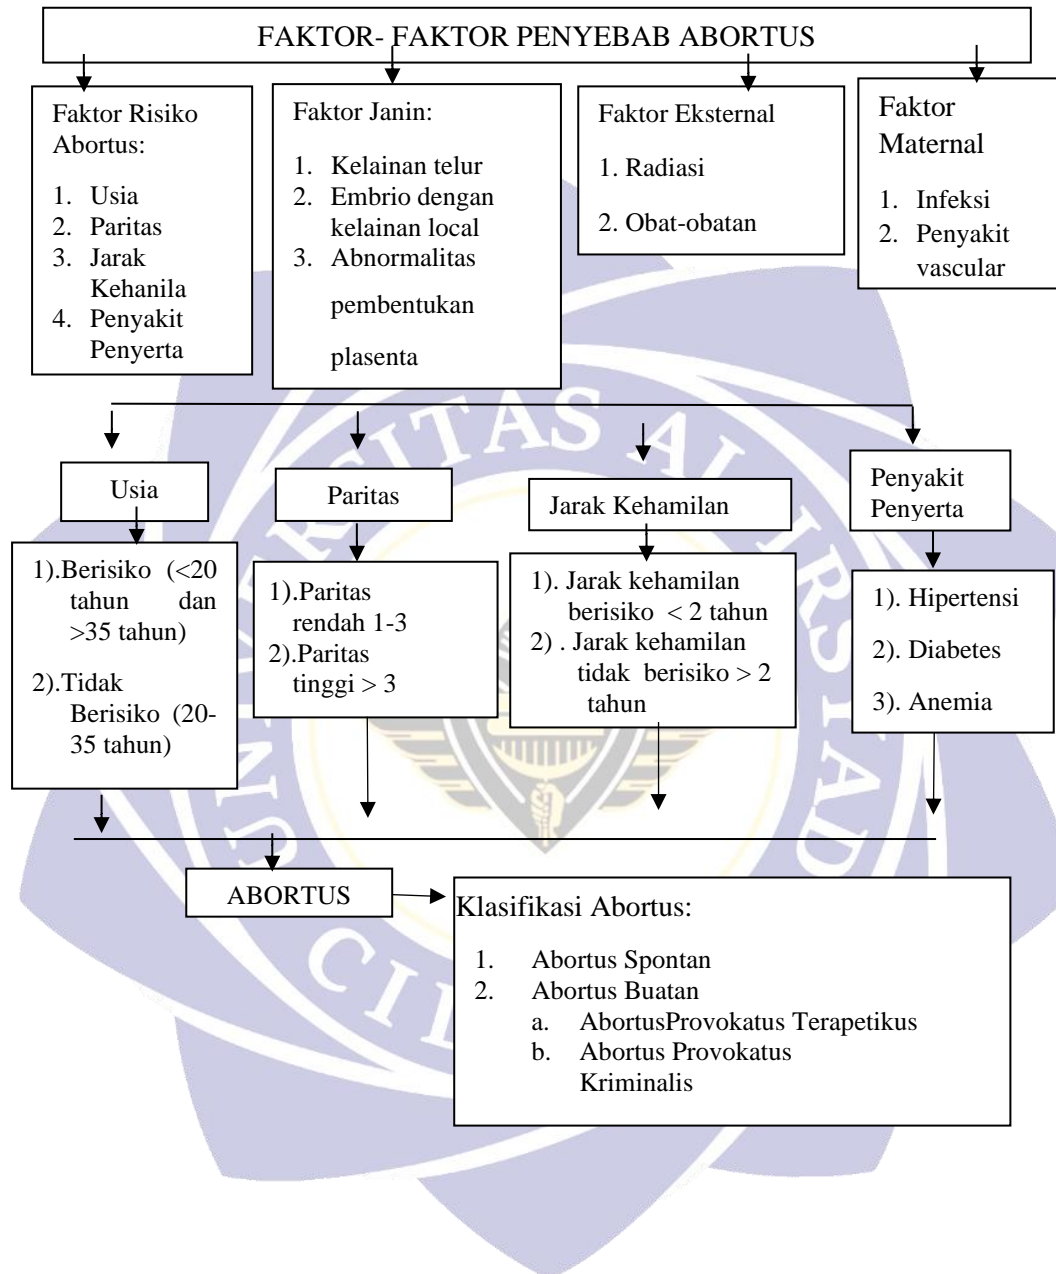 FAKTOR- FAKTOR PENYEBAB ABORTUS
Faktor Risiko
Abortus:
1. Usia
2. Paritas
3. Jarak
Kehanila
4. Penyakit
Penyerta
Faktor Janin:
1. Kelainan telur
2. Embrio dengan
kelainan local
3. Abnormalitas
pembentukan
plasenta
Faktor Eksternal
1. Radiasi
2. Obat-obatan
Faktor
Maternal
1. Infeksi
2. Penyakit
vascular
Usia
Paritas
Jarak Kehamilan
Penyakit
Penyerta
1).Berisiko (<20
tahun dan
>35 tahun)
2).Tidak
Berisiko (20-
35 tahun)
1).Paritas
rendah 1-3
2).Paritas
tinggi > 3
1). Jarak kehamilan
berisiko < 2 tahun
2) . Jarak kehamilan
tidak berisiko > 2
tahun
1). Hipertensi
2). Diabetes
3). Anemia
ABORTUS
Klasifikasi Abortus:
1. Abortus Spontan
2. Abortus Buatan
a. AbortusProvokatus Terapetikus
b. Abortus Provokatus
Kriminalis